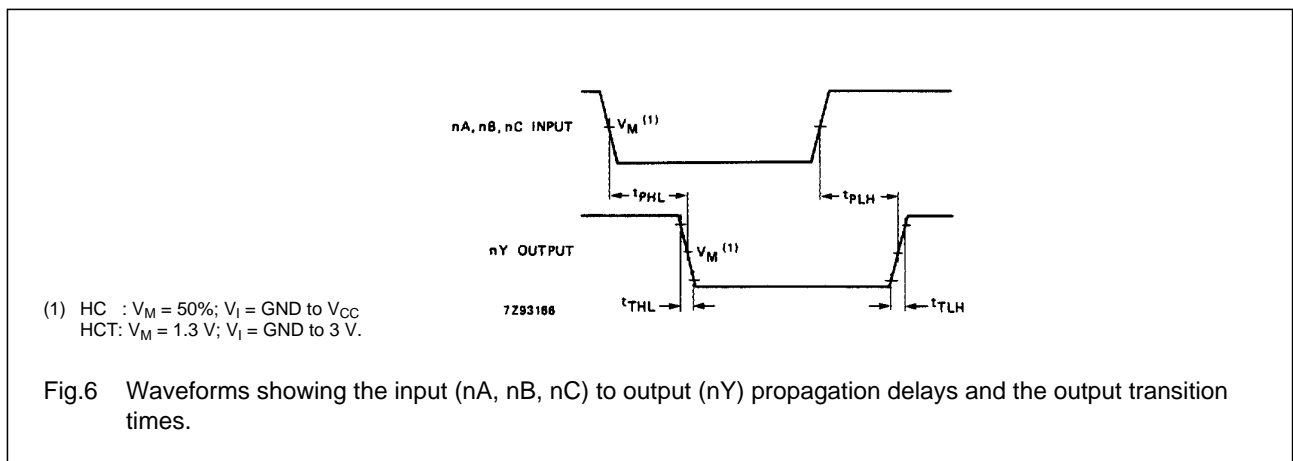 nA, nB, nC INPUT
VM (1)
tPHL
tPLH
nY OUTPUT
VM (1)
tTHL
tTLH
7Z93166
(1) HC : VM = 50%; VI = GND to VCC
HCT: VM = 1.3 V; VI = GND to 3 V.
Fig.6 Waveforms showing the input (nA, nB, nC) to output (nY) propagation delays and the output transition
times.